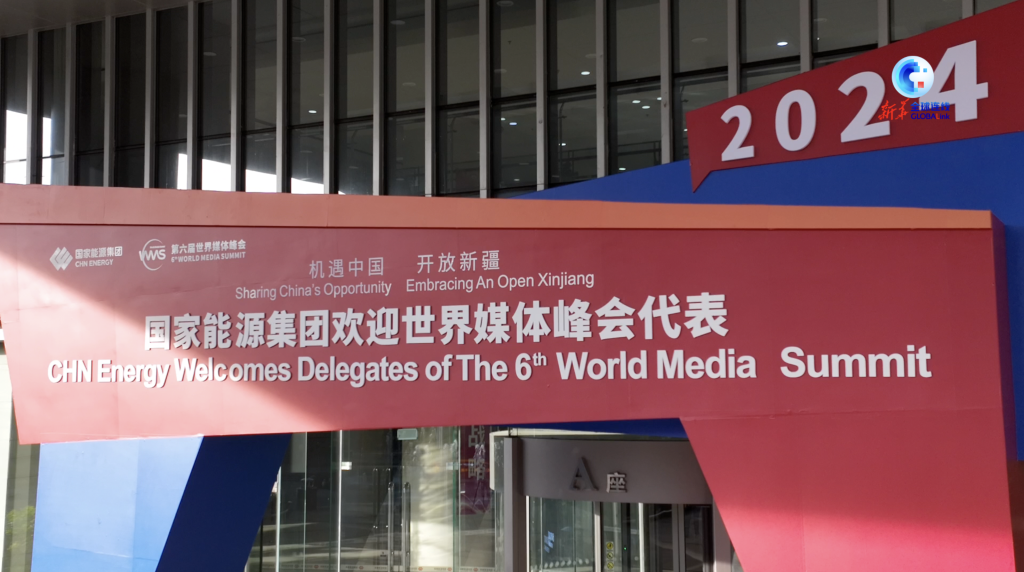 2024
新华 全球连线
GLOBALink
国家能源集团
CHN ENERGY
第六届世界媒体峰会
6th WORLD MEDIA SUMMIT
机遇中国 开放新疆
Sharing China's Opportunity Embracing An Open Xinjiang
国家能源集团欢迎世界媒体峰会代表
CHN Energy Welcomes Delegates of The 6th World Media Summit
A座